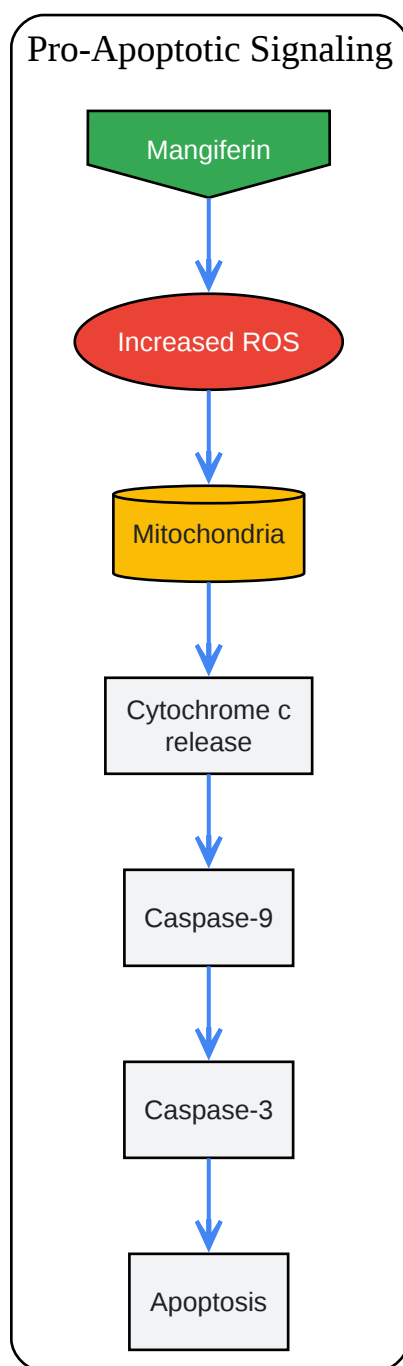 Pro-Apoptotic Signaling
Mangiferin
Increased ROS
Mitochondria
Cytochrome c
release
Caspase-9
Caspase-3
Apoptosis